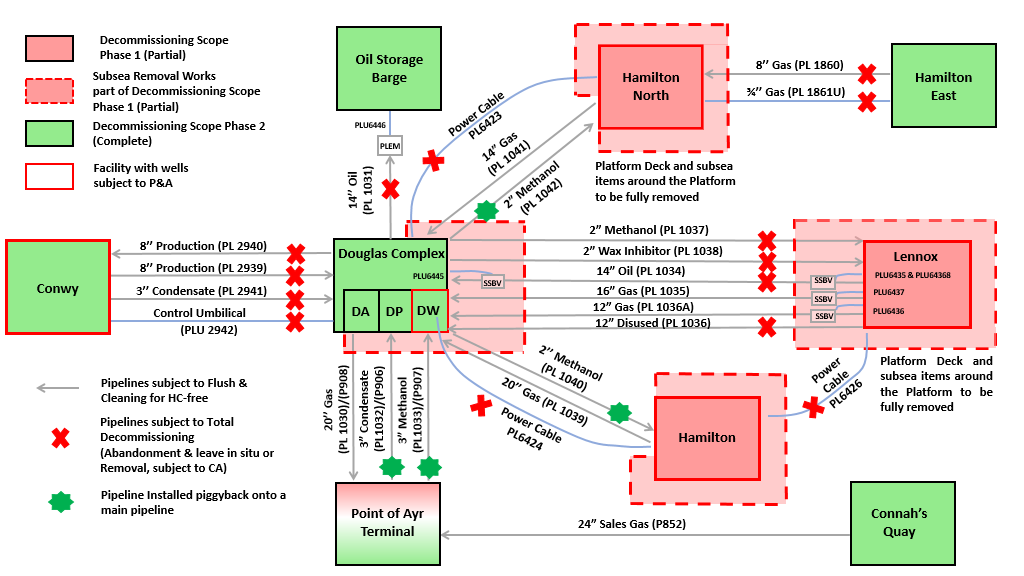 Decommissioning Scope
Phase 1 (Partial)
Subsea Removal Works
part of Decommissioning Scope
Phase 1 (Partial)
Decommissioning Scope Phase 2
(Complete)
Facility with wells
subject to P&A
Oil Storage
Barge
PLU6446
PLEM
14’’ Oil
(PL 1031)
Power Cable
PL6423
14” Gas
(PL 1041)
2” Methanol
(PL 1042)
Hamilton
North
8’’ Gas (PL 1860)
¾’’ Gas (PL 1861U)
Hamilton
East
Platform Deck and subsea
items around the Platform
to be fully removed
Conwy
8’’ Production (PL 2940)
8’’ Production (PL 2939)
3’’ Condensate (PL 2941)
Control Umbilical
(PLU 2942)
Douglas Complex
PLU6445
SSBV
DA
DP
DW
2’’ Methanol (PL 1037)
2’’ Wax Inhibitor (PL 1038)
14’’ Oil (PL 1034)
16’’ Gas (PL 1035)
12’’ Gas (PL 1036A)
12’’ Disused (PL 1036)
SSBV
SSBV
SSBV
Lennox
PLU6435 & PLU64368
PLU6437
PLU6436
Platform Deck and
subsea items around
the Platform to be
fully removed
Power
Cable
PL6426
2’’ Methanol
(PL 1040)
20’’ Gas (PL 1039)
Power Cable
PL6424
Hamilton
20’’ Gas
(PL 1030)/(P908)
3’’ Condensate
(PL1032)/(P906)
3’’ Methanol
(PL1033)/(P907)
Pipelines subject to Flush &
Cleaning for HC-free
Pipelines subject to Total
Decommissioning
(Abandonment & leave in situ or
Removal, subject to CA)
Pipeline Installed piggyback onto a
main pipeline
Point of Ayr
Terminal
24’’ Sales Gas (P852)
Connah’s
Quay